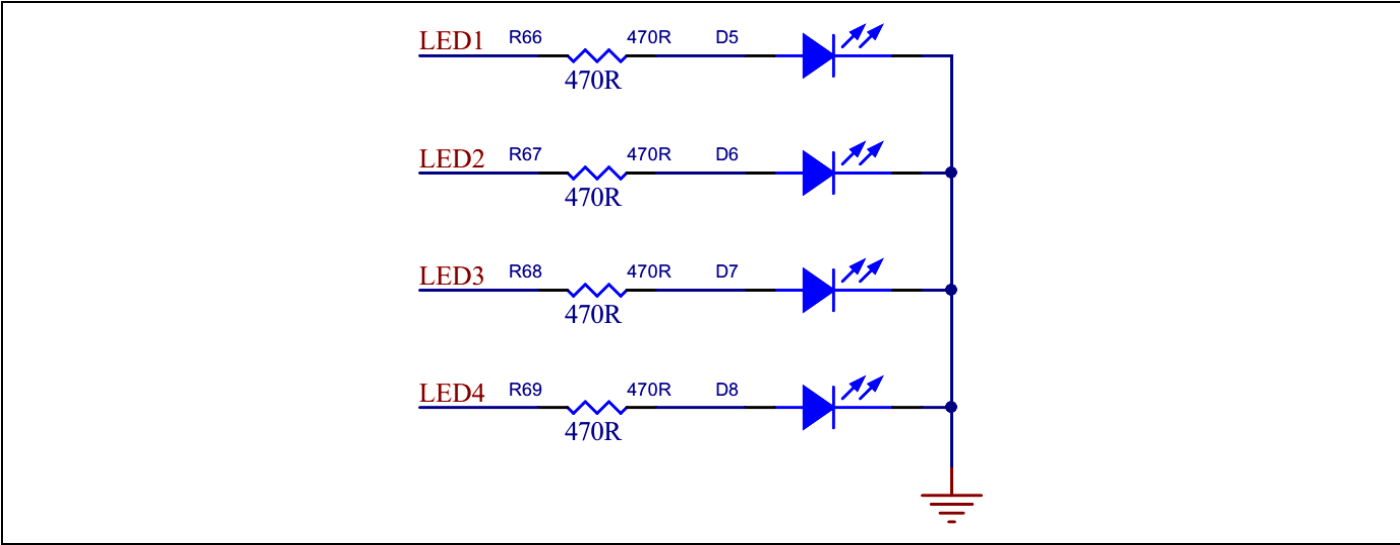 LED1 R66 470R D5
470R
LED2 R67 470R D6
470R
LED3 R68 470R D7
470R
LED4 R69 470R D8
470R